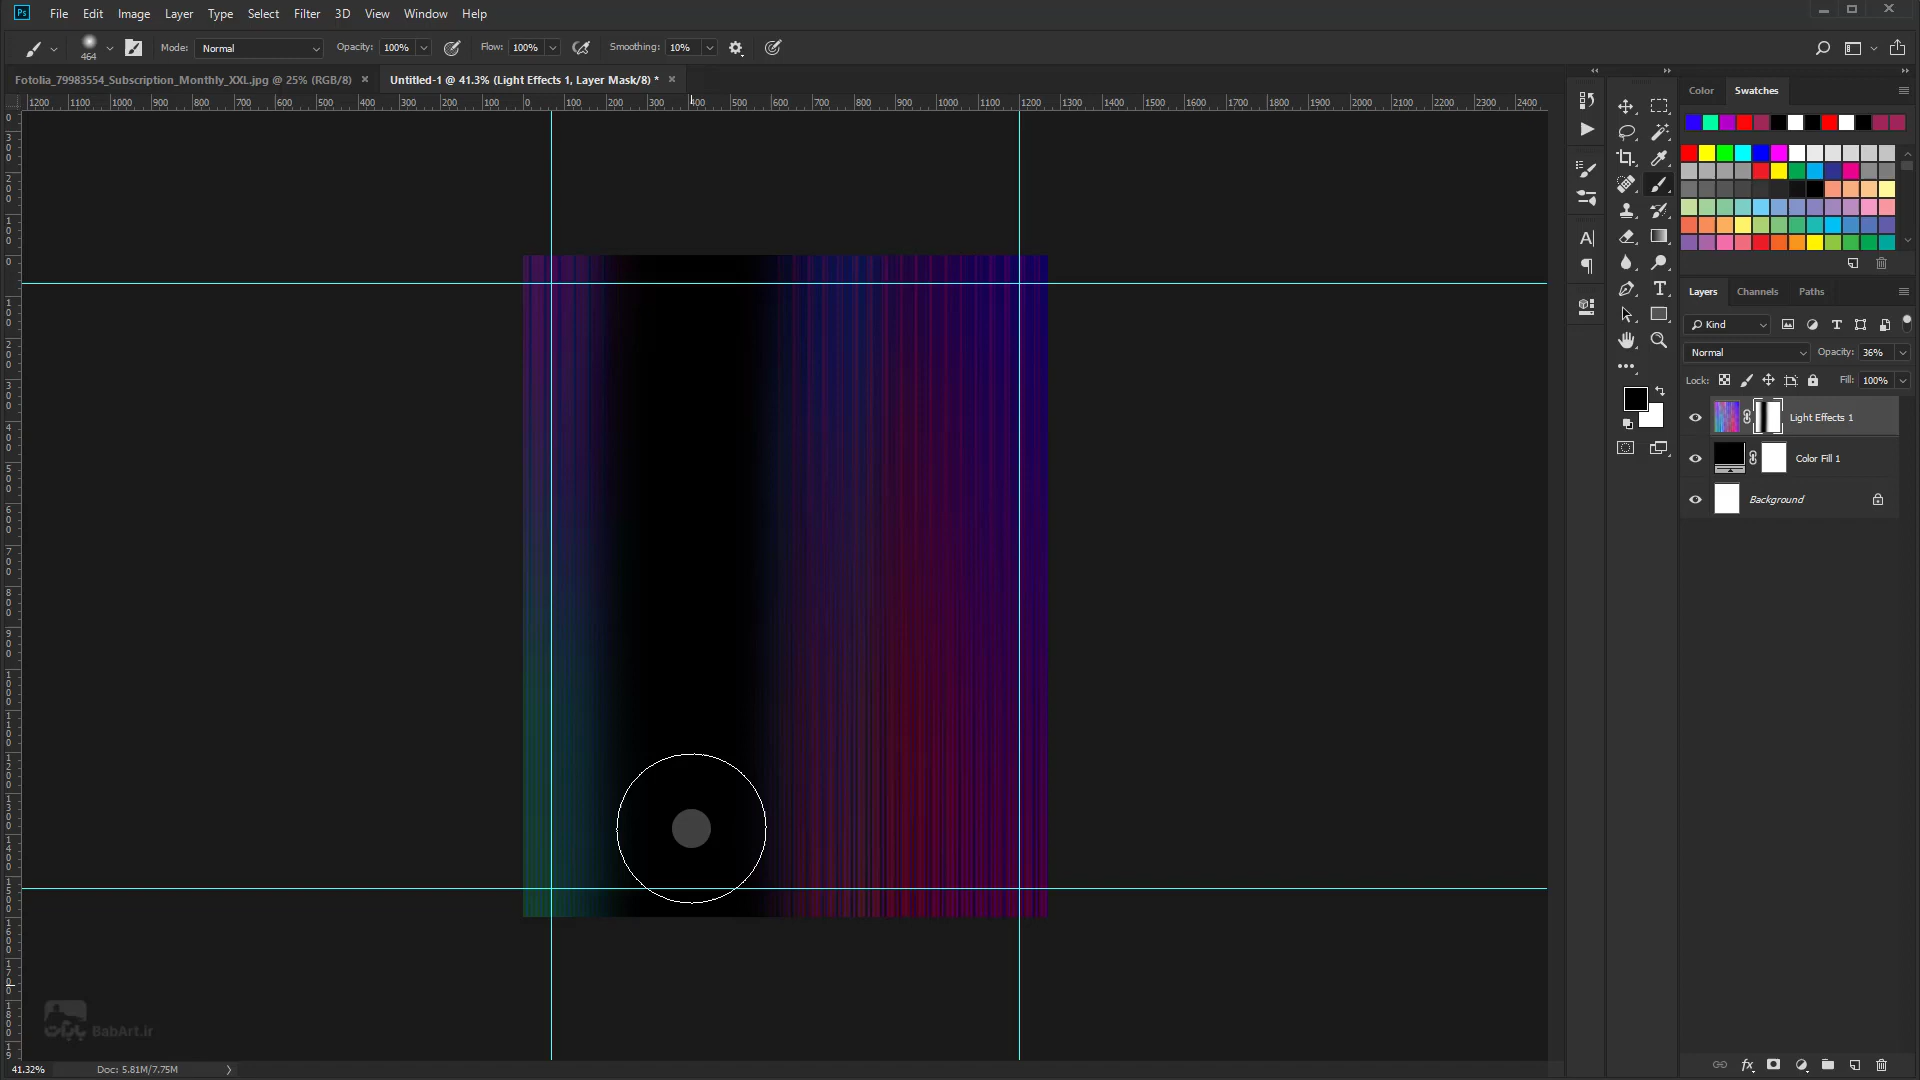 Ps File Edit Image Layer Type Select Filter 3D View Window Help
464 Mode: Normal Opacity: 100% Flow: 100% Smoothing: 10%
Fotolia_79983554_Subscription_Monthly_XXL.jpg @ 25% (RGB/8) × Untitled-1 @ 41.3% (Light Effects 1, Layer Mask/8) * ×
1200 1100 1000 900 800 700 600 500 400 300 200 100 0 100 200 300 400 500 600 700 800 900 1000 1100 1200 1300 1400 1500 1600 1700 1800 1900 2000 2100 2200 2300 2400
Color Swatches
Layers Channels Paths
Kind
Normal Opacity: 36%
Lock: Fill: 100%
Light Effects 1
Color Fill 1
Background
باب‌آرت BabArt.ir
41.32% Doc: 5.81M/7.75M